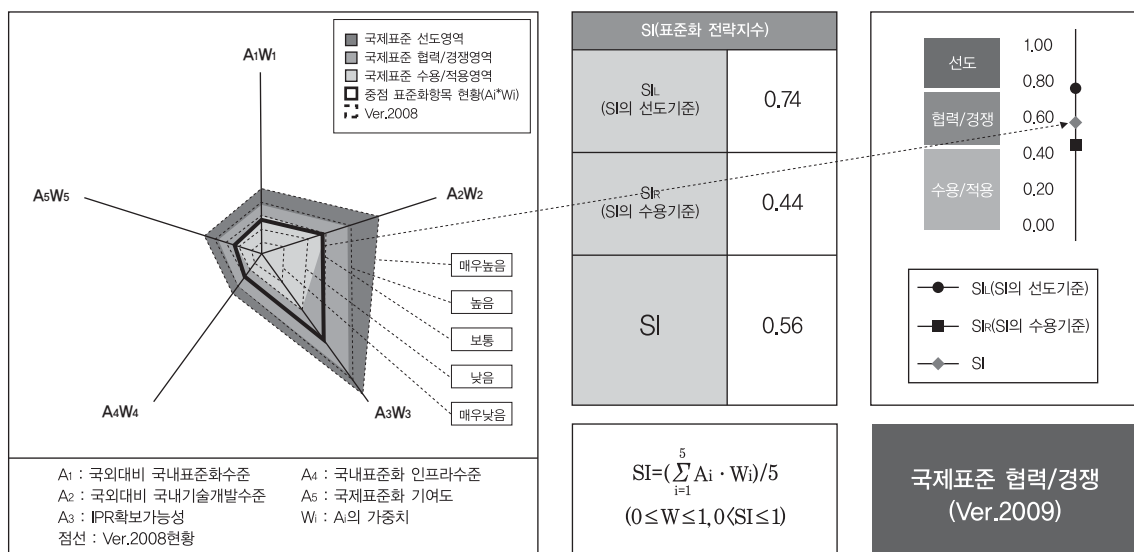 국제표준 선도영역
국제표준 협력/경쟁영역
국제표준 수용/적용영역
중점 표준화항목 현황(Ai*Wi)
Ver.2008
A1W1
A2W2
A3W3
A4W4
A5W5
매우높음
높음
보통
낮음
매우낮음
A1 : 국외대비 국내표준화수준
A2 : 국외대비 국내기술개발수준
A3 : IPR확보가능성
점선 : Ver.2008현황
A4 : 국내표준화 인프라수준
A5 : 국제표준화 기여도
Wi : Ai의 가중치
SI(표준화 전략지수)
SIL
(SI의 선도기준)
0.74
SIR
(SI의 수용기준)
0.44
SI
0.56
SI=(∑ Ai · Wi)/5
5
i=1
(0≤W≤1, 0〈SI≤1)
선도
협력/경쟁
수용/적용
1.00
0.80
0.60
0.40
0.20
0.00
SIL(SI의 선도기준)
SIR(SI의 수용기준)
SI
국제표준 협력/경쟁
(Ver.2009)